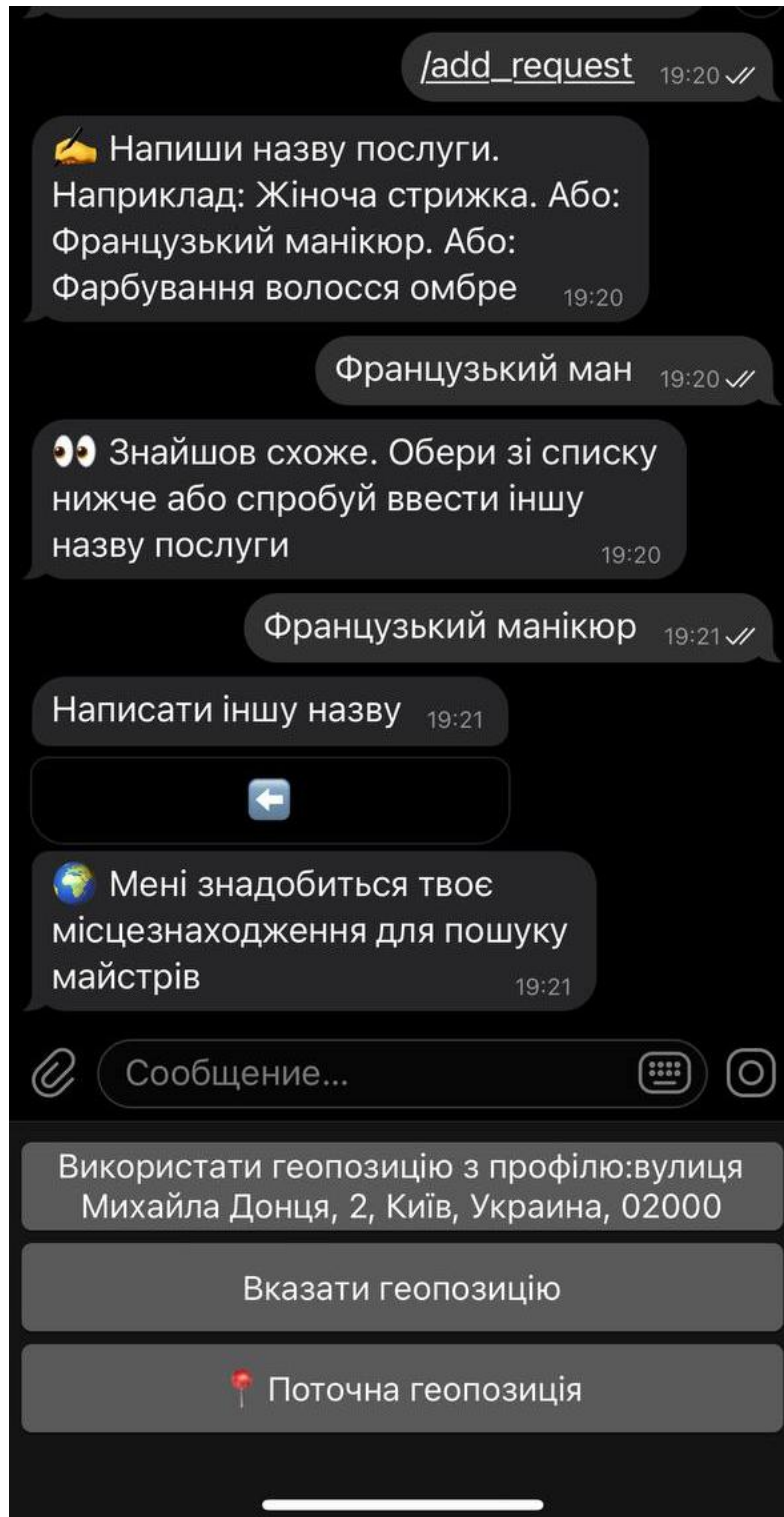 /add_request 19:20
✍️ Напиши назву послуги.
Наприклад: Жіноча стрижка. Або:
Французький манікюр. Або:
Фарбування волосся омбре 19:20
Французький ман 19:20
👀 Знайшов схоже. Обери зі списку
нижче або спробуй ввести іншу
назву послуги 19:20
Французький манікюр 19:21
Написати іншу назву 19:21
⬅️
🌍 Мені знадобиться твоє
місцезнаходження для пошуку
майстрів 19:21
Сообщение...
Використати геопозицію з профілю:вулиця
Михайла Донця, 2, Київ, Украина, 02000
Вказати геопозицію
📍 Поточна геопозиція